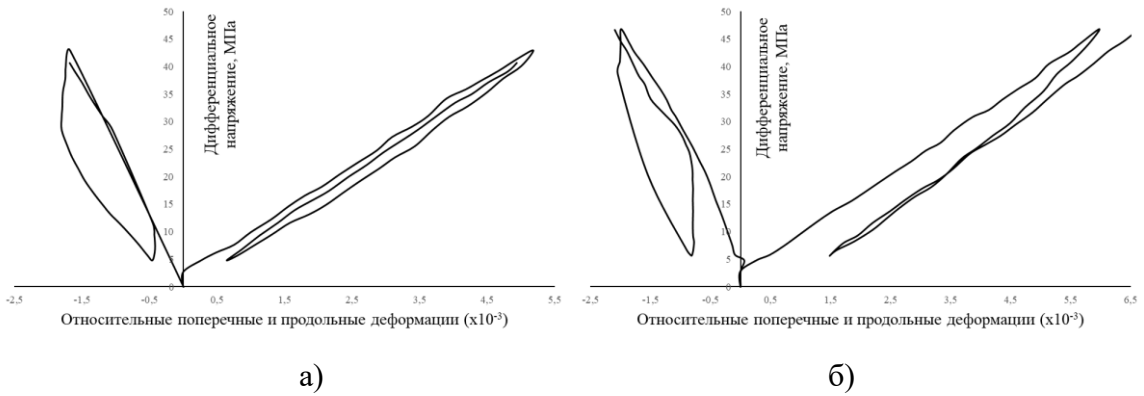 50
45
40
35
30
25
20
15
10
5
0
Дифференциальное
напряжение, МПа
-2,5 -1,5 -0,5 0,5 1,5 2,5 3,5 4,5 5,5
Относительные поперечные и продольные деформации (x10-3)
а)
50
45
40
35
30
25
20
15
10
5
0
Дифференциальное
напряжение, МПа
-2,5 -1,5 -0,5 0,5 1,5 2,5 3,5 4,5 5,5 6,5
Относительные поперечные и продольные деформации (x10-3)
б)